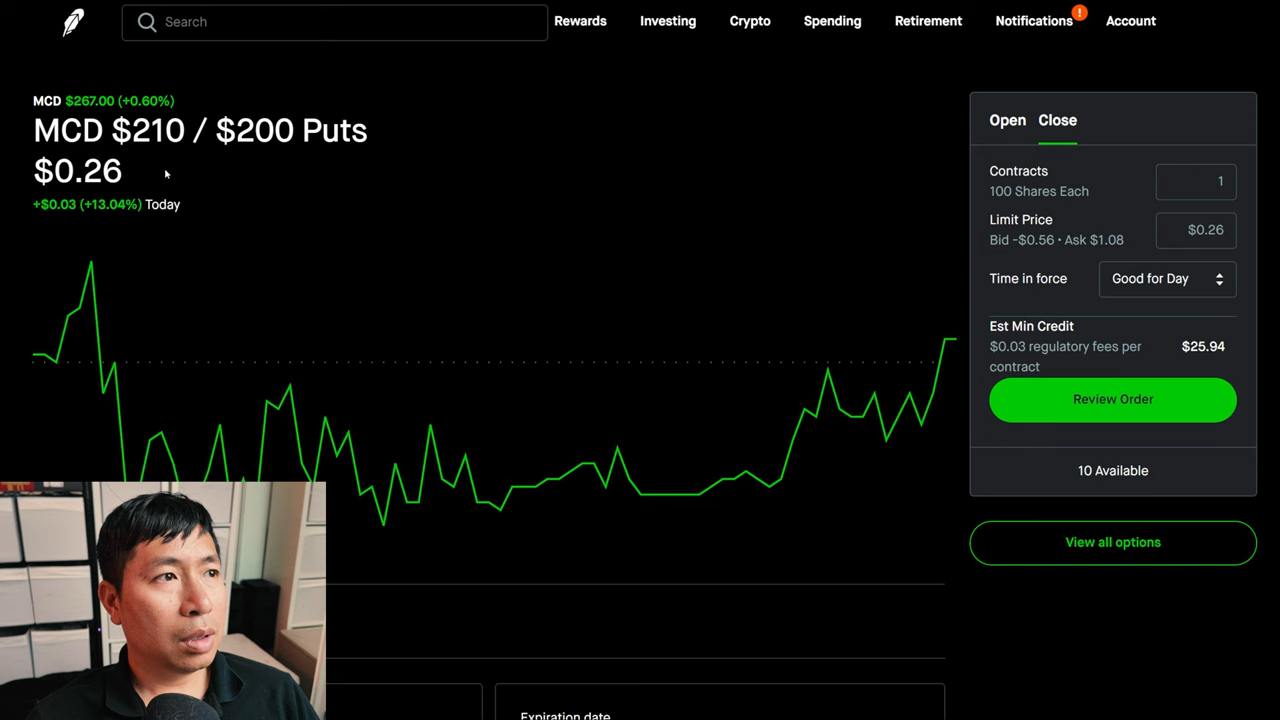 Search
Rewards
Investing
Crypto
Spending
Retirement
Notifications
!
Account
MCD $267.00 (+0.60%)
MCD $210 / $200 Puts
$0.26
+$0.03 (+13.04%) Today
Open Close
Contracts
100 Shares Each
1
Limit Price
Bid -$0.56 • Ask $1.08
$0.26
Time in force
Good for Day
Est Min Credit
$0.03 regulatory fees per
contract
$25.94
Review Order
10 Available
View all options
Expiration date